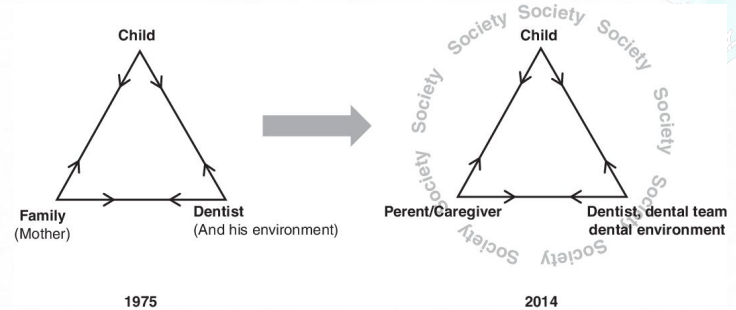 Child
Family
(Mother)
Dentist
(And his environment)
1975
Society
Society
Society
Society
Society
Society
Society
Society
Society
Society
Child
Perent/Caregiver
Dentist, dental team
dental environment
2014